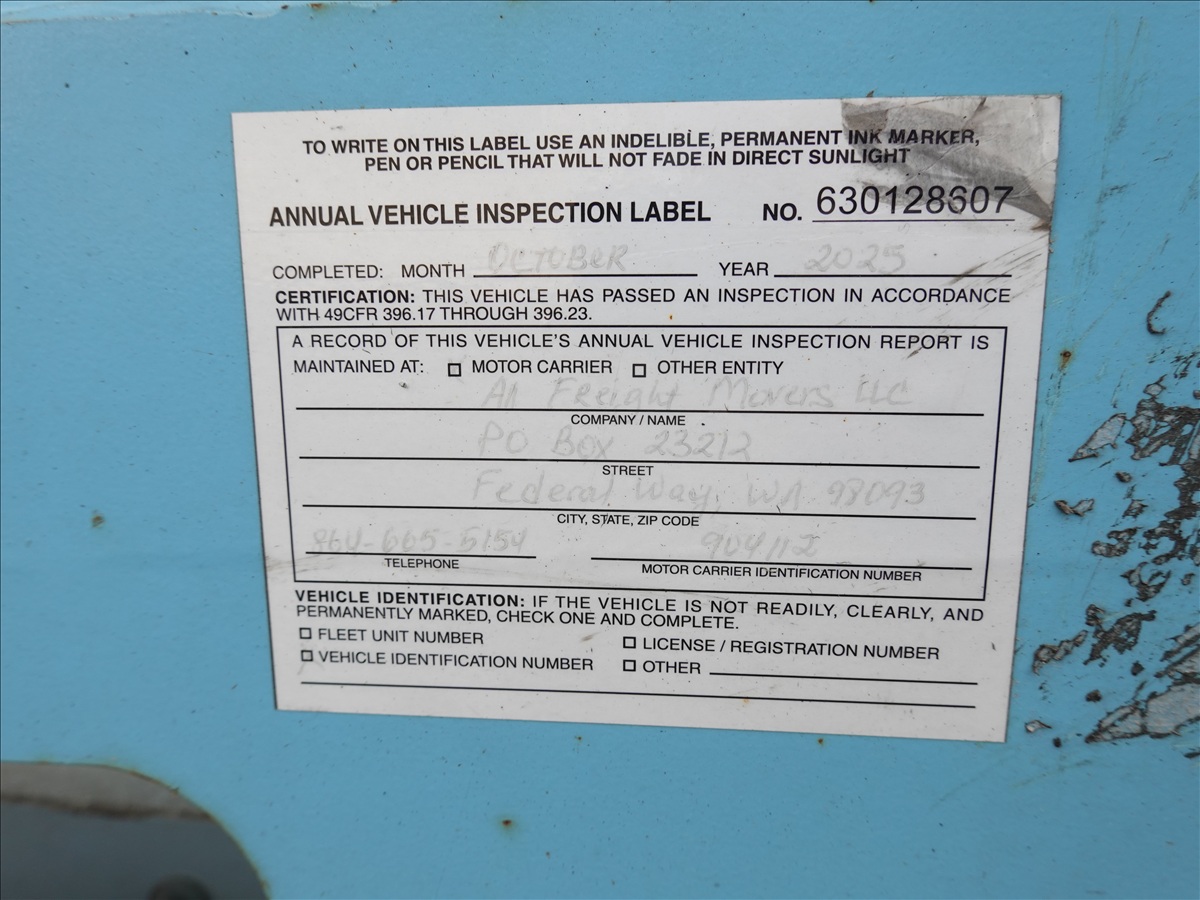 TO WRITE ON THIS LABEL USE AN INDELIBLE, PERMANENT INK MARKER,
PEN OR PENCIL THAT WILL NOT FADE IN DIRECT SUNLIGHT
ANNUAL VEHICLE INSPECTION LABEL NO. 630128607
COMPLETED: MONTH OCTOBER YEAR 2025
CERTIFICATION: THIS VEHICLE HAS PASSED AN INSPECTION IN ACCORDANCE
WITH 49CFR 396.17 THROUGH 396.23.
A RECORD OF THIS VEHICLE'S ANNUAL VEHICLE INSPECTION REPORT IS
MAINTAINED AT: MOTOR CARRIER OTHER ENTITY
Freight Movers LLC
COMPANY / NAME
PO Box 23212
STREET
Federal Way, WA 98093
CITY, STATE, ZIP CODE
TELEPHONE
MOTOR CARRIER IDENTIFICATION NUMBER
VEHICLE IDENTIFICATION: IF THE VEHICLE IS NOT READILY, CLEARLY, AND
PERMANENTLY MARKED, CHECK ONE AND COMPLETE.
FLEET UNIT NUMBER LICENSE / REGISTRATION NUMBER
VEHICLE IDENTIFICATION NUMBER OTHER